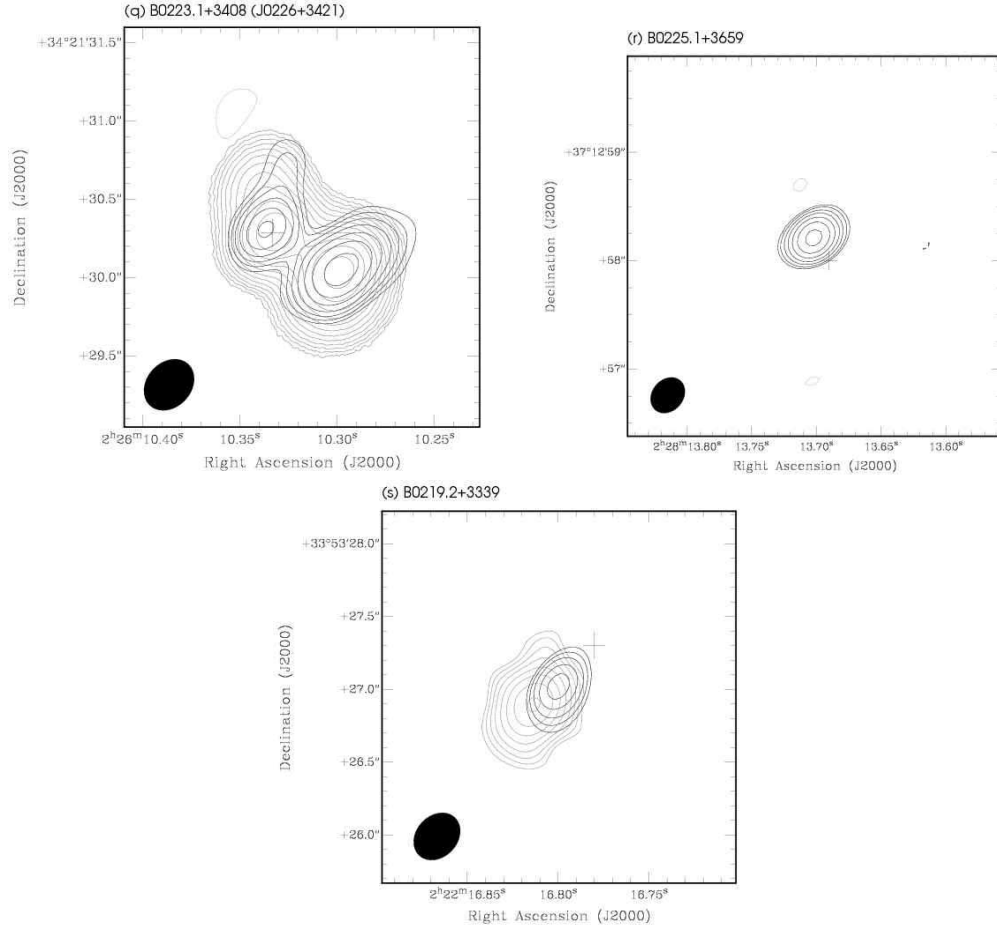 (q) B0223.1+3408 (J0226+3421)
+34°21'31.5"
+31.0"
+30.5"
+30.0"
+29.5"
Declination (J2000)
2ʰ26ᵐ10.40ˢ 10.35ˢ 10.30ˢ 10.25ˢ
Right Ascension (J2000)
(r) B0225.1+3659
+37°12'59"
+58"
+57"
Declination (J2000)
2ʰ28ᵐ13.80ˢ 13.75ˢ 13.70ˢ 13.65ˢ 13.60ˢ
Right Ascension (J2000)
(s) B0219.2+3339
+33°53'28.0"
+27.5"
+27.0"
+26.5"
+26.0"
Declination (J2000)
2ʰ22ᵐ16.85ˢ 16.80ˢ 16.75ˢ
Right Ascension (J2000)